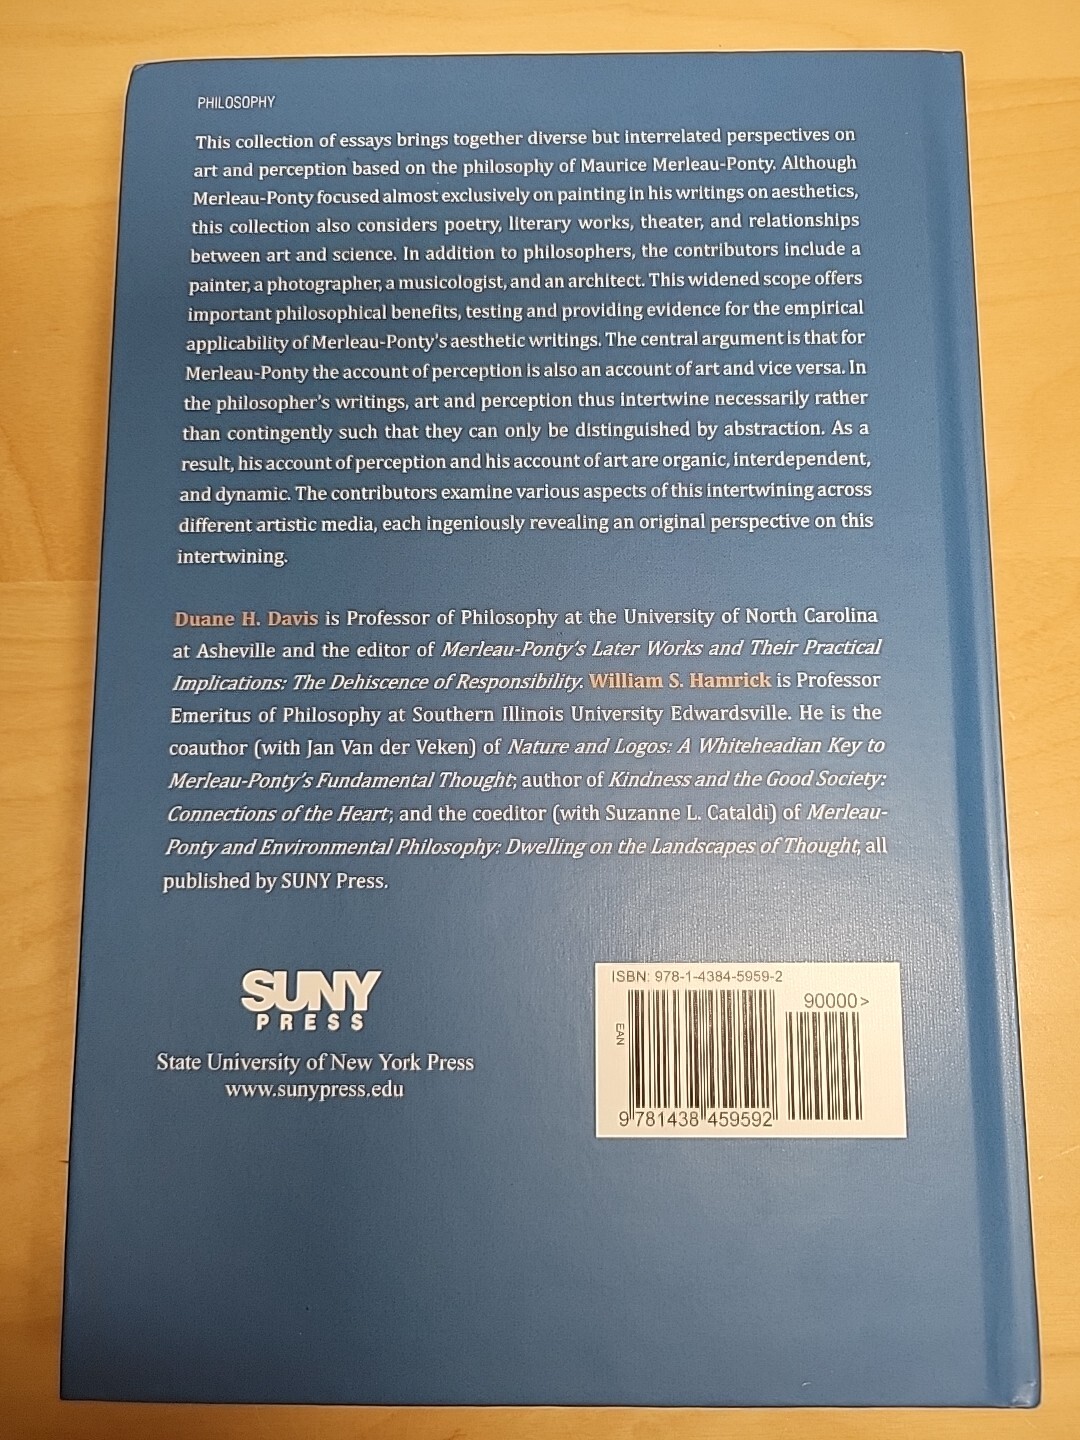 PHILOSOPHY
This collection of essays brings together diverse but interrelated perspectives on
art and perception based on the philosophy of Maurice Merleau-Ponty. Although
Merleau-Ponty focused almost exclusively on painting in his writings on aesthetics,
this collection also considers poetry, literary works, theater, and relationships
between art and science. In addition to philosophers, the contributors include a
painter, a photographer, a musicologist, and an architect. This widened scope offers
important philosophical benefits, testing and providing evidence for the empirical
applicability of Merleau-Ponty's aesthetic writings. The central argument is that for
Merleau-Ponty the account of perception is also an account of art and vice versa. In
the philosopher's writings, art and perception thus intertwine necessarily rather
than contingently such that they can only be distinguished by abstraction. As a
result, his account of perception and his account of art are organic, interdependent,
and dynamic. The contributors examine various aspects of this intertwining across
different artistic media, each ingeniously revealing an original perspective on this
intertwining.
Duane H. Davis is Professor of Philosophy at the University of North Carolina
at Asheville and the editor of Merleau-Ponty's Later Works and Their Practical
Implications: The Dehiscence of Responsibility. William S. Hamrick is Professor
Emeritus of Philosophy at Southern Illinois University Edwardsville. He is the
coauthor (with Jan Van der Veken) of Nature and Logos: A Whiteheadian Key to
Merleau-Ponty's Fundamental Thought; author of Kindness and the Good Society:
Connections of the Heart; and the coeditor (with Suzanne L. Cataldi) of Merleau-
Ponty and Environmental Philosophy: Dwelling on the Landscapes of Thought, all
published by SUNY Press.
SUNY
PRESS
State University of New York Press
www.sunypress.edu
ISBN: 978-1-4384-5959-2
90000>
EAN
9 781438 459592